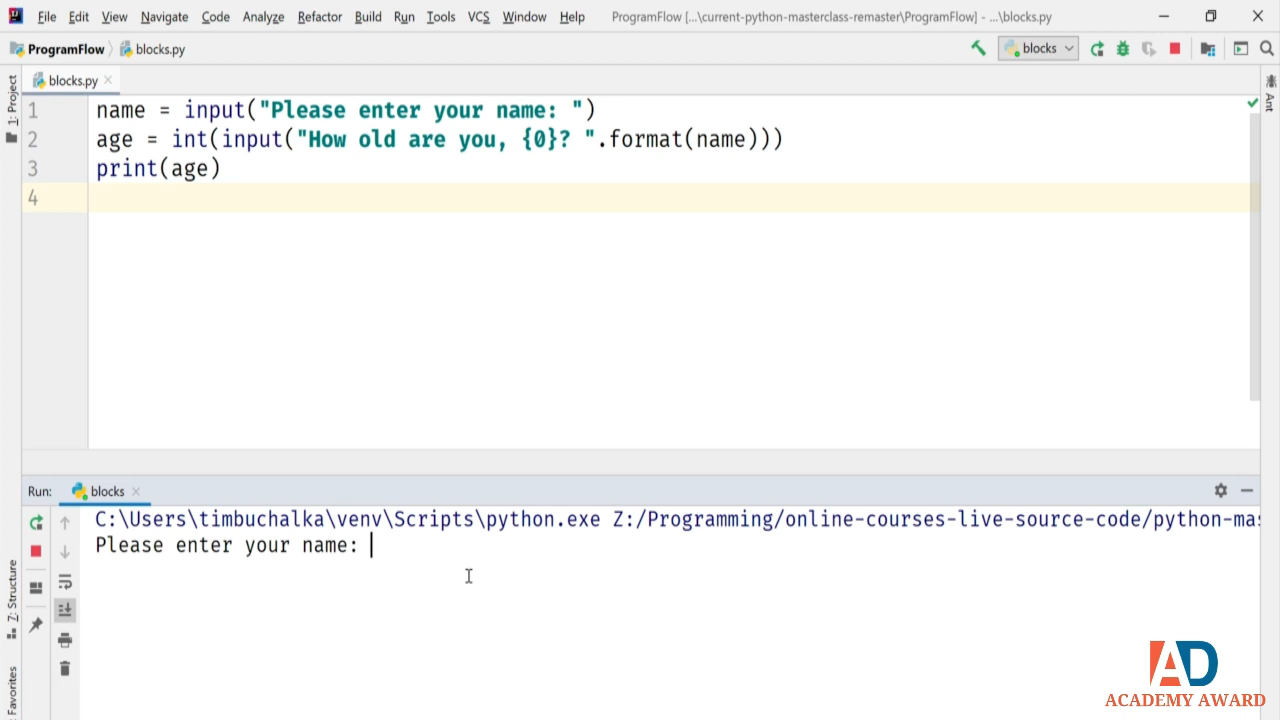 File Edit View Navigate Code Analyze Refactor Build Run Tools VCS Window Help ProgramFlow [...\current-python-masterclass-remaster\ProgramFlow] - ...\blocks.py
ProgramFlow blocks.py blocks
1: Project
blocks.py
Ant
1 name = input("Please enter your name: ")
2 age = int(input("How old are you, {0}? ".format(name)))
3 print(age)
4
Run: blocks
C:\Users\timbuchalka\venv\Scripts\python.exe Z:/Programming/online-courses-live-source-code/python-mas
Please enter your name:
7: Structure
Favorites
AD
ACADEMY AWARD